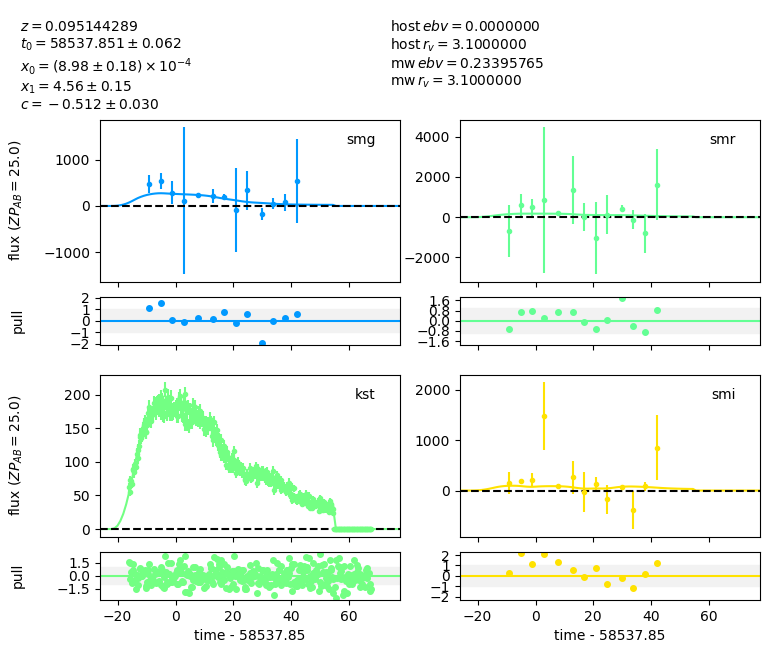 z = 0.095144289
t₀ = 58537.851 ± 0.062
x₀ = (8.98 ± 0.18) × 10⁻⁴
x₁ = 4.56 ± 0.15
c = −0.512 ± 0.030
host ebv = 0.0000000
host r_v = 3.1000000
mw ebv = 0.23395765
mw r_v = 3.1000000
flux (ZP_AB = 25.0)
1000
0
−1000
smg
4000
2000
0
−2000
smr
pull
2
1
0
−1
−2
1.6
0.8
0.0
−0.8
−1.6
flux (ZP_AB = 25.0)
200
150
100
50
0
kst
2000
1000
0
smi
pull
1.5
0.0
−1.5
2
1
0
−1
−2
−20 0 20 40 60
time - 58537.85
−20 0 20 40 60
time - 58537.85